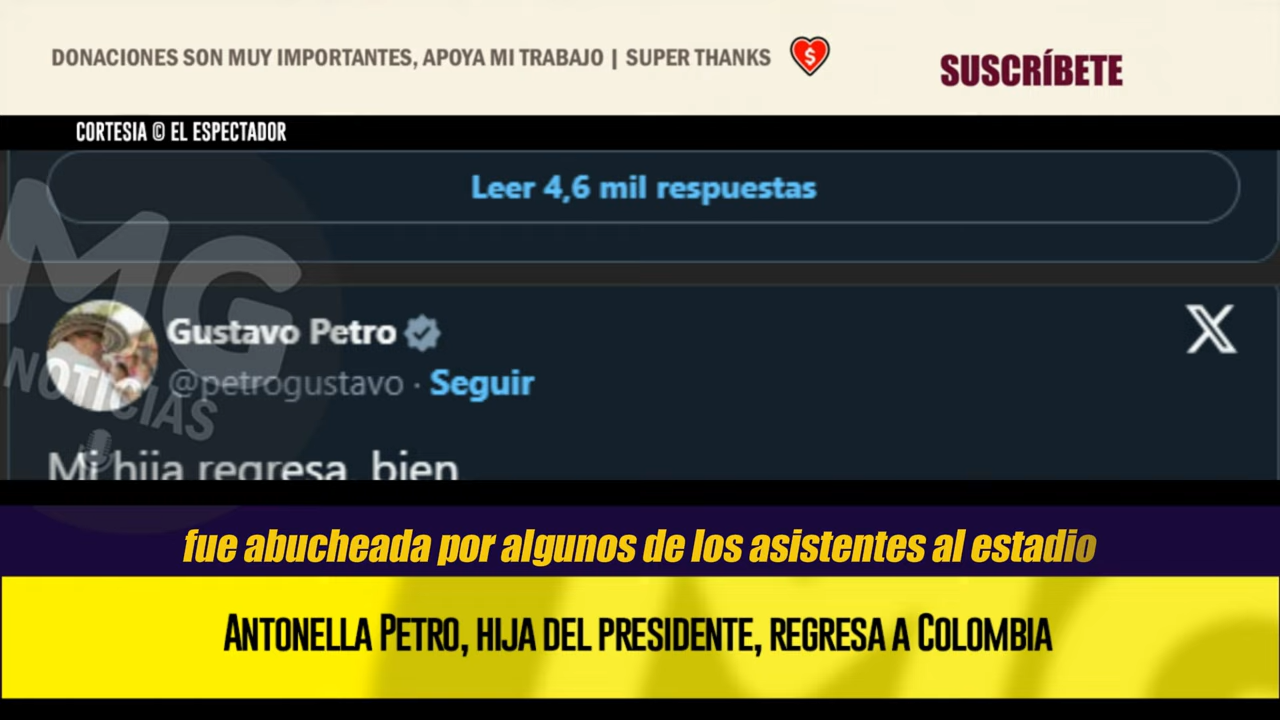 DONACIONES SON MUY IMPORTANTES, APOYA MI TRABAJO | SUPER THANKS
SUSCRÍBETE
CORTESIA © EL ESPECTADOR
Leer 4,6 mil respuestas
MG
NOTICIAS
Gustavo Petro
@petrogustavo · Seguir
X
Mi hija regresa, bien
fue abucheada por algunos de los asistentes al estadio
ANTONELLA PETRO, HIJA DEL PRESIDENTE, REGRESA A COLOMBIA